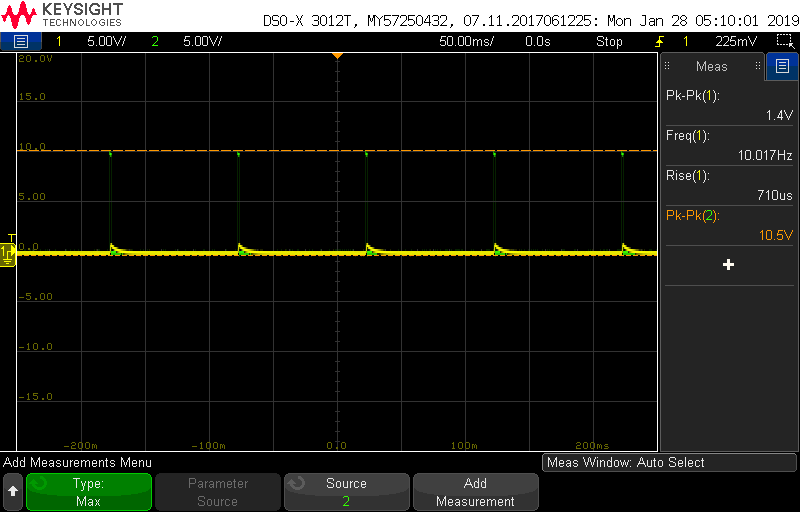 KEYSIGHT
TECHNOLOGIES
DSO-X 3012T, MY57250432, 07.11.2017061225: Mon Jan 28 05:10:01 2019
1 5.00V/ 2 5.00V/ 50.00ms/ 0.0s Stop 1 225mV
20.0V
15.0
10.0
5.00
0.0
-5.00
-10.0
-15.0
T
1
-200m -100m 0.0 100m 200ms
Meas
Pk-Pk(1):
1.4V
Freq(1):
10.017Hz
Rise(1):
710us
Pk-Pk(2):
10.5V
Add Measurements Menu
Meas Window: Auto Select
Type:
Max
Parameter
Source
Source
2
Add
Measurement